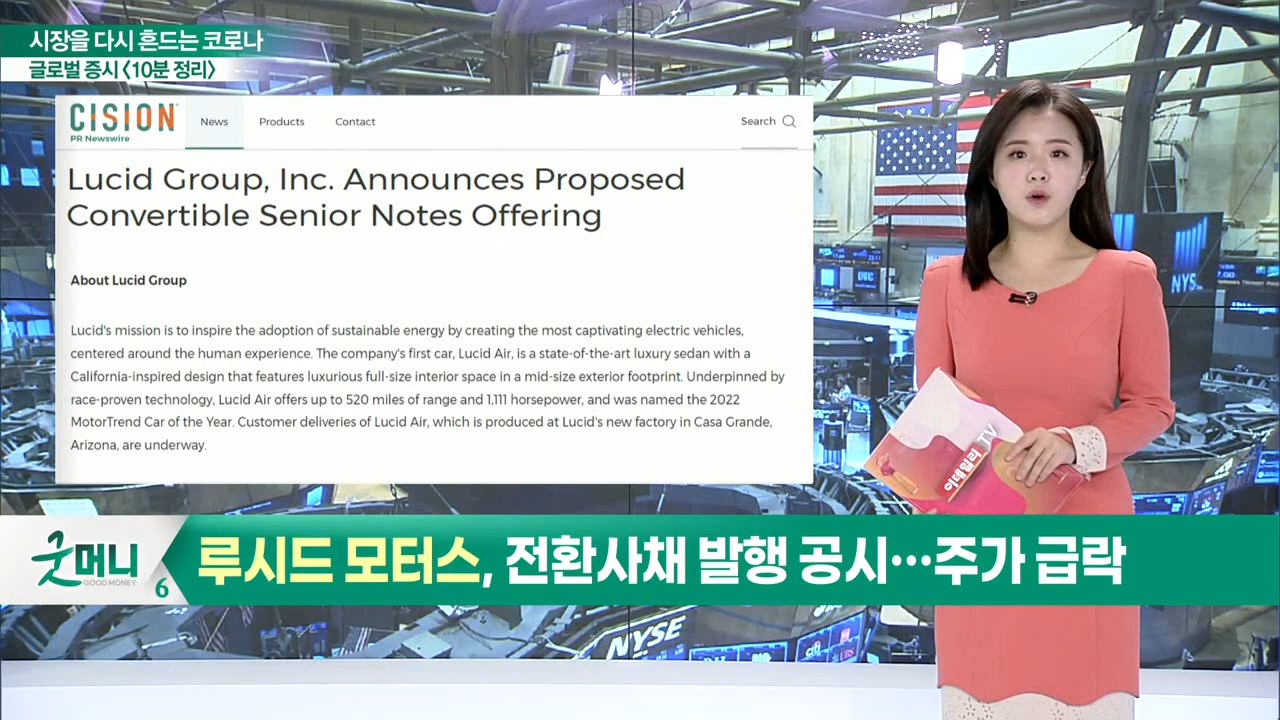 시장을 다시 흔드는 코로나
글로벌 증시 <10분 정리>
CISION
PR Newswire
News
Products
Contact
Search
Lucid Group, Inc. Announces Proposed
Convertible Senior Notes Offering
About Lucid Group
Lucid's mission is to inspire the adoption of sustainable energy by creating the most captivating electric vehicles,
centered around the human experience. The company's first car, Lucid Air, is a state-of-the-art luxury sedan with a
California-inspired design that features luxurious full-size interior space in a mid-size exterior footprint. Underpinned by
race-proven technology, Lucid Air offers up to 520 miles of range and 1,111 horsepower, and was named the 2022
MotorTrend Car of the Year. Customer deliveries of Lucid Air, which is produced at Lucid's new factory in Casa Grande,
Arizona, are underway.
NYS
이데일리 TV
굿머니
GOOD MONEY
6
루시드 모터스, 전환사채 발행 공시…주가 급락
NYSE
citi
UBS